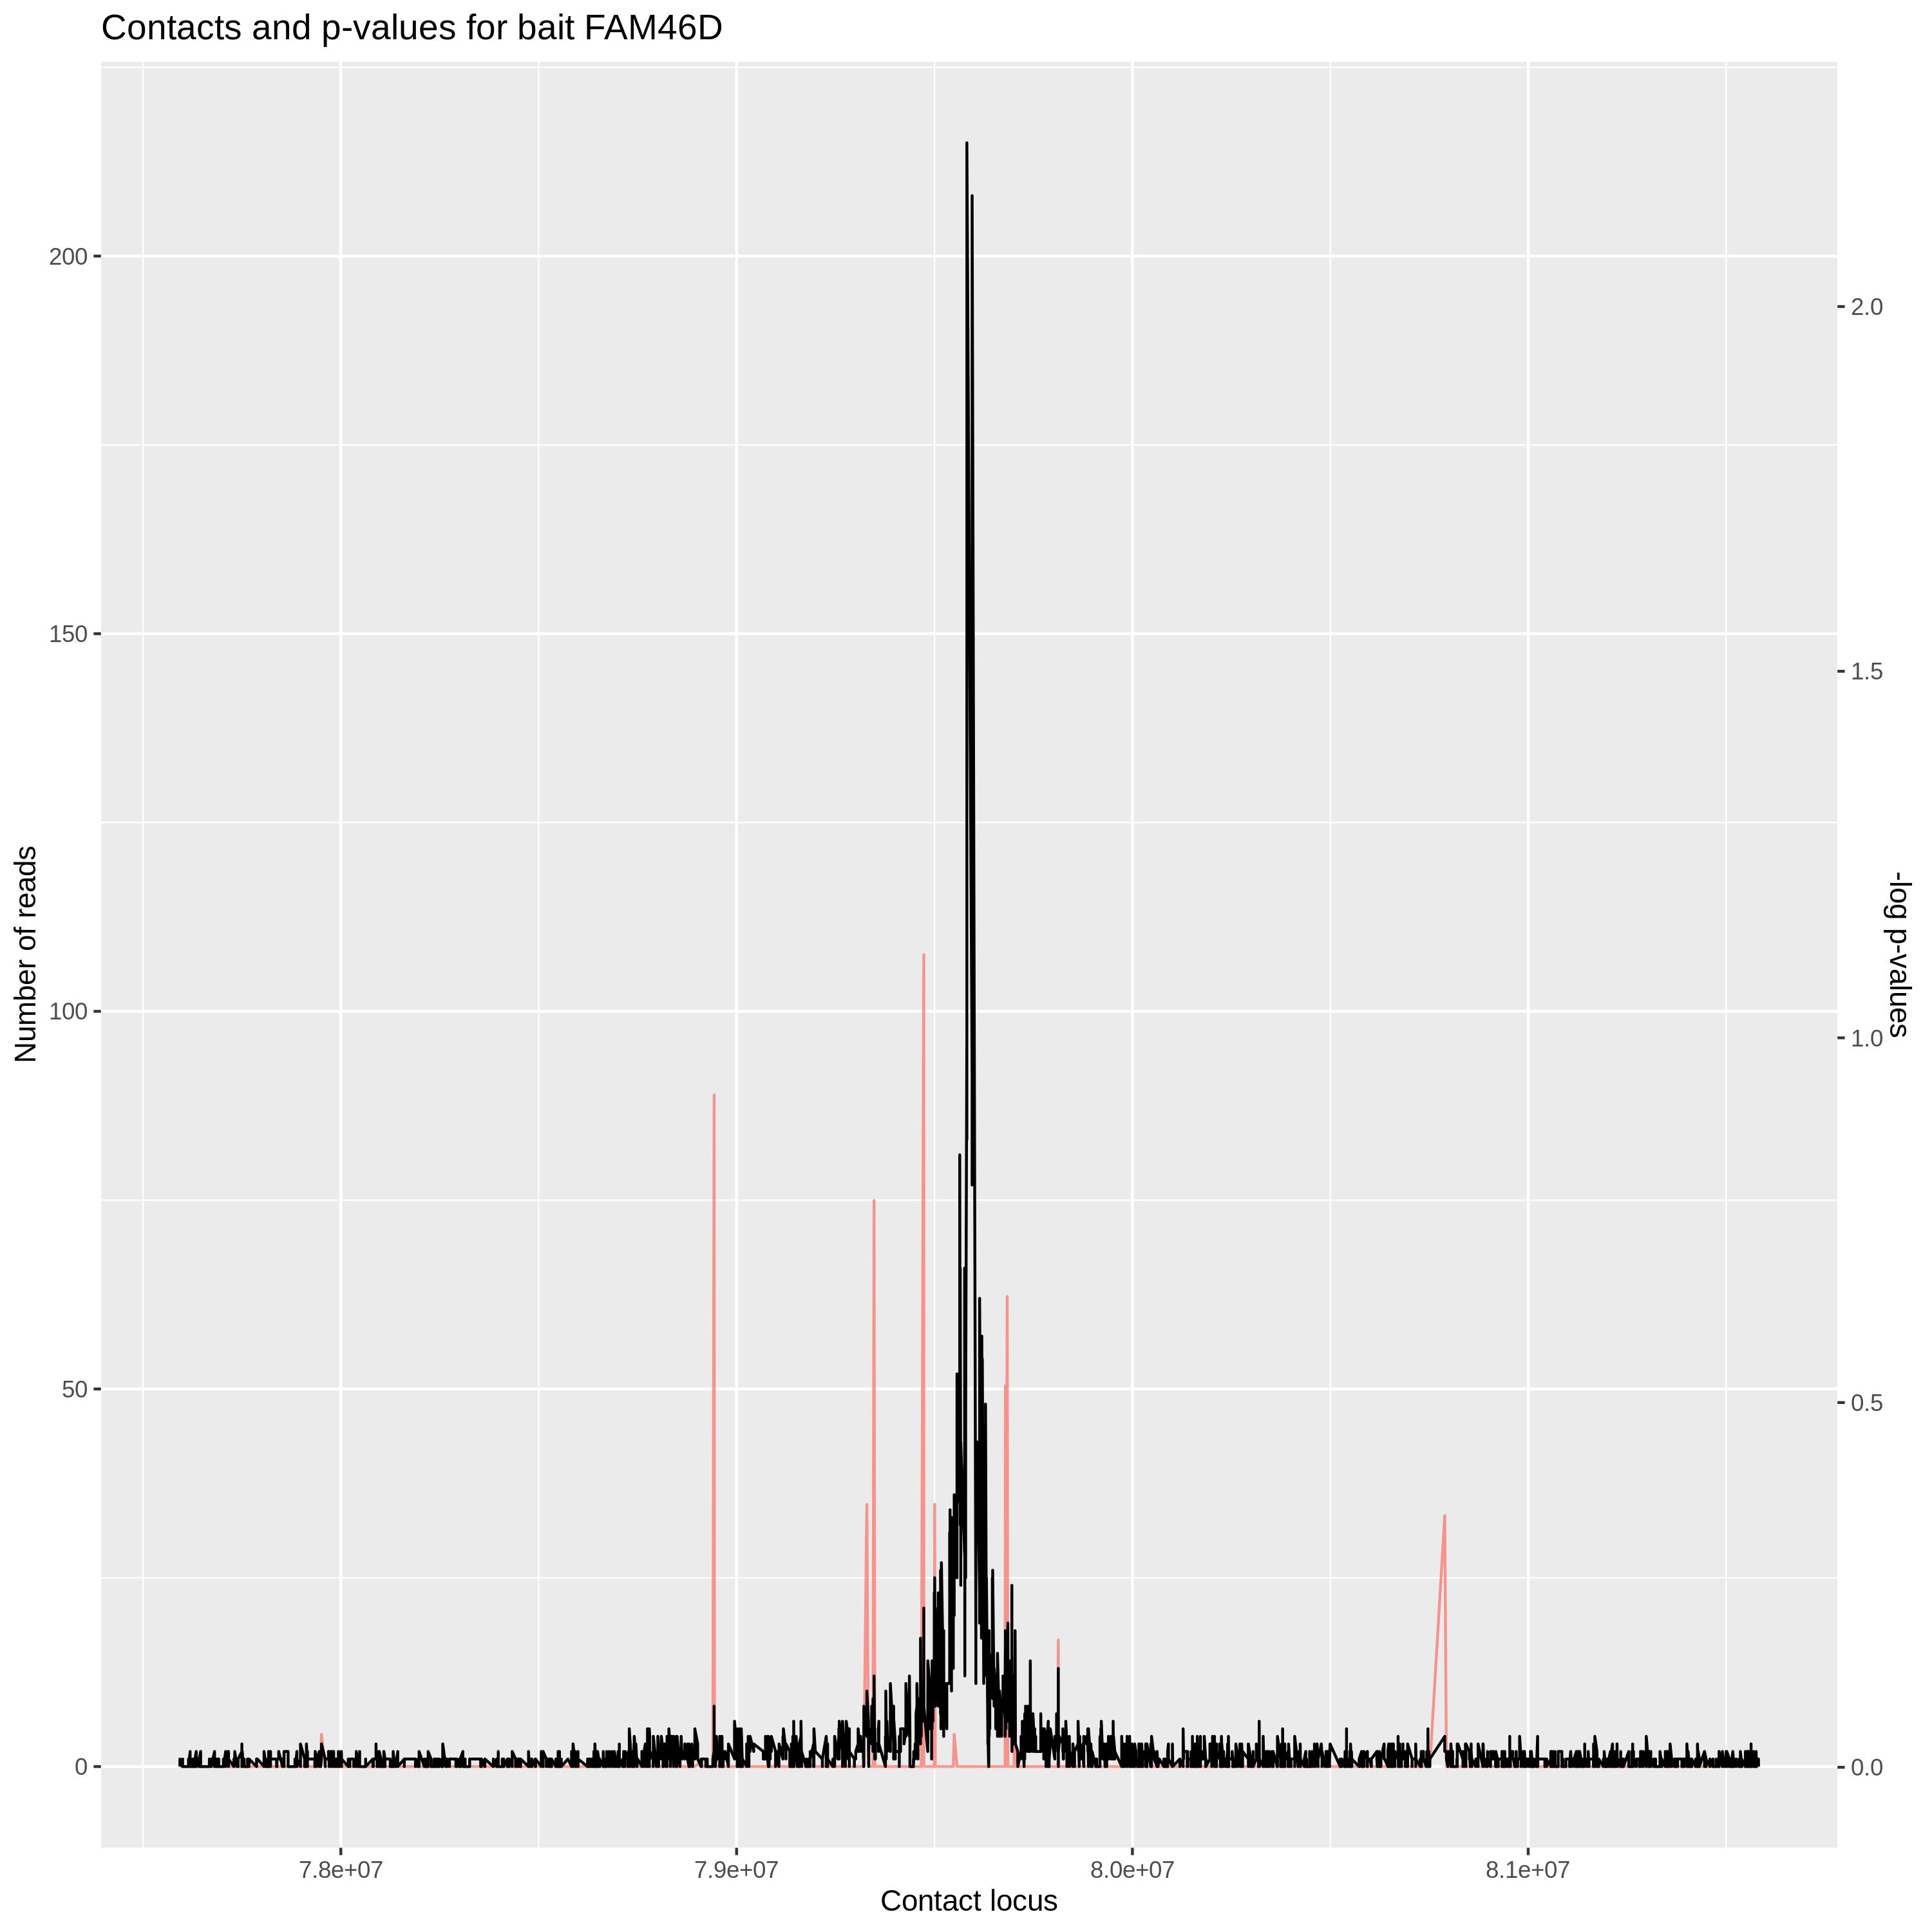 Contacts and p-values for bait FAM46D
200
150
100
50
0
Number of reads
2.0
1.5
1.0
0.5
0.0
-log p-values
7.8e+07 7.9e+07 8.0e+07 8.1e+07
Contact locus